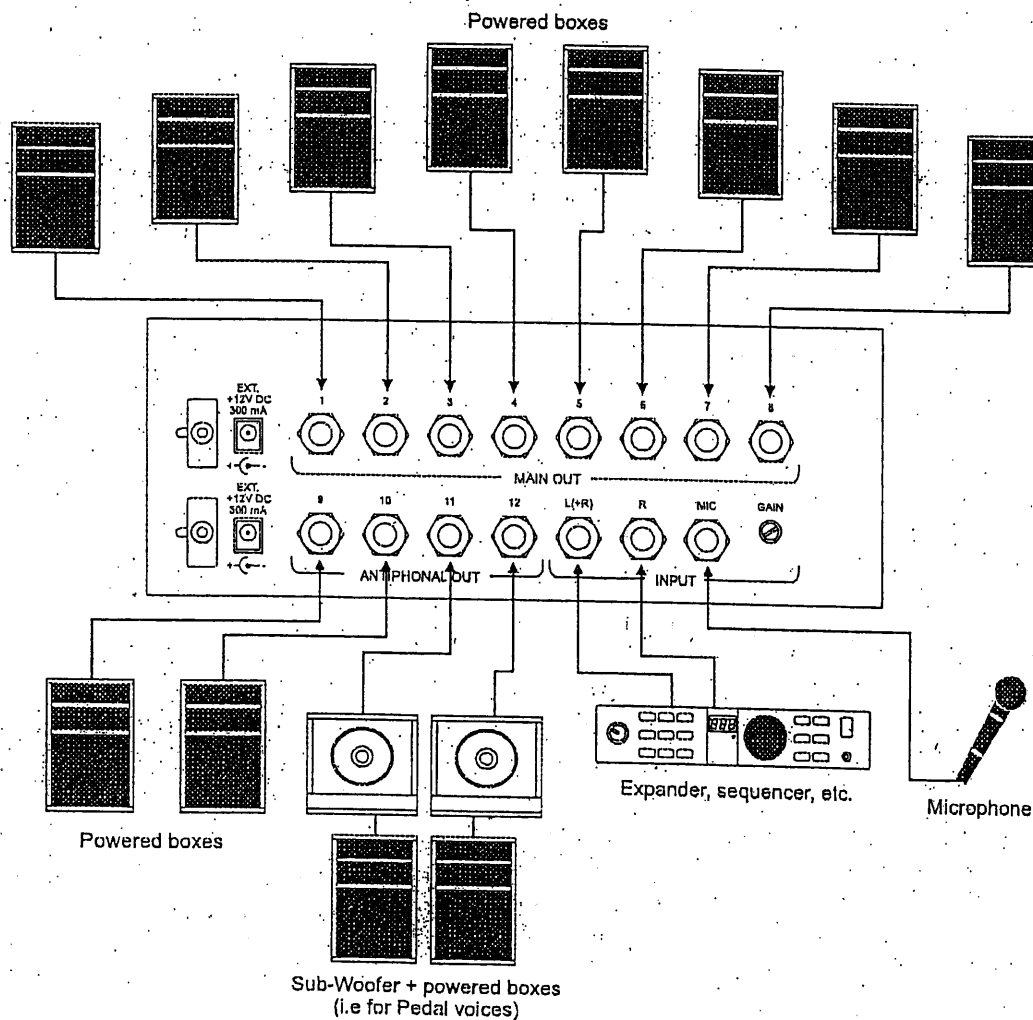 Powered boxes
EXT.
+12V DC
300 mA
1 2 3 4 5 6 7 8
MAIN OUT
EXT.
+12V DC
300 mA
9 10 11 12 L(+R) R MIC GAIN
ANTIPHONAL OUT INPUT
Powered boxes
Expander, sequencer, etc.
Microphone
Sub-Woofer + powered boxes
(i.e for Pedal voices)